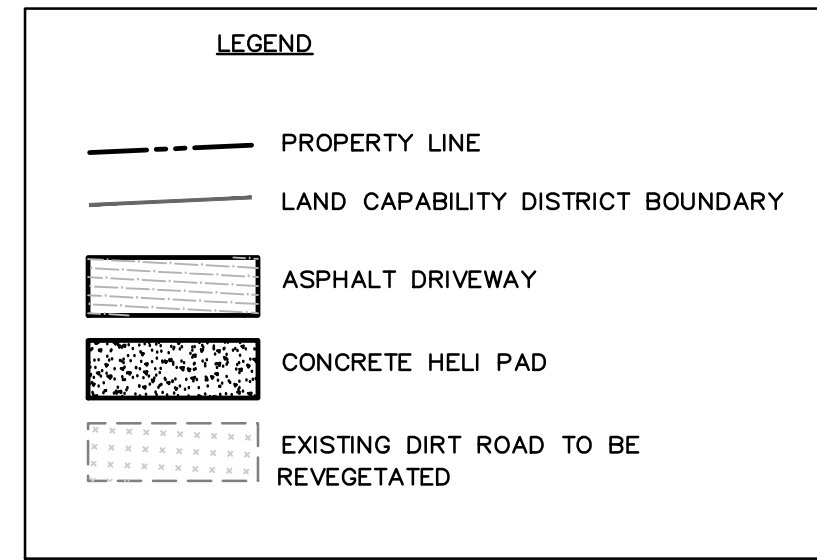 LEGEND
PROPERTY LINE
LAND CAPABILITY DISTRICT BOUNDARY
ASPHALT DRIVEWAY
CONCRETE HELI PAD
EXISTING DIRT ROAD TO BE
REVEGETATED